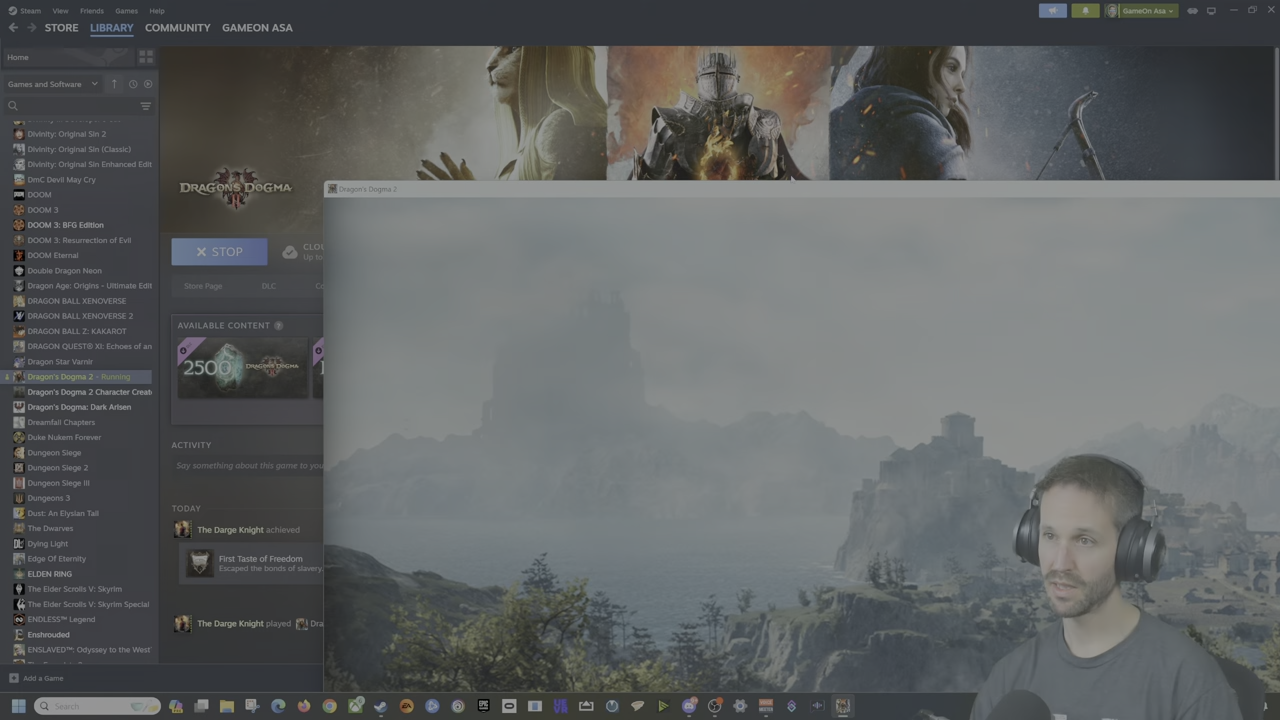 Steam View Friends Games Help
GameOn Asa
STORE LIBRARY COMMUNITY GAMEON ASA
Home
Games and Software
Divinity: Original Sin 2
Divinity: Original Sin (Classic)
Divinity: Original Sin Enhanced Edit
DmC Devil May Cry
DOOM
DOOM 3
DOOM 3: BFG Edition
DOOM 3: Resurrection of Evil
DOOM Eternal
Double Dragon Neon
Dragon Age: Origins - Ultimate Edit
DRAGON BALL XENOVERSE
DRAGON BALL XENOVERSE 2
DRAGON BALL Z: KAKAROT
DRAGON QUEST® XI: Echoes of an
Dragon Star Varnir
Dragon's Dogma 2 - Running
Dragon's Dogma 2 Character Creat
Dragon's Dogma: Dark Arisen
Dreamfall Chapters
Duke Nukem Forever
Dungeon Siege
Dungeon Siege 2
Dungeon Siege III
Dungeons 3
Dust: An Elysian Tail
The Dwarves
Dying Light
Edge Of Eternity
ELDEN RING
The Elder Scrolls V: Skyrim
The Elder Scrolls V: Skyrim Special
ENDLESS™ Legend
Enshrouded
ENSLAVED™: Odyssey to the West
Add a Game
DRAGON'S DOGMA
Dragon's Dogma 2
STOP
CLOU
Up to
Store Page DLC Co
AVAILABLE CONTENT ?
2500 DRAGON'S DOGMA
ACTIVITY
Say something about this game to your
TODAY
The Darge Knight achieved
First Taste of Freedom
Escaped the bonds of slavery.
The Darge Knight played Dra
Search